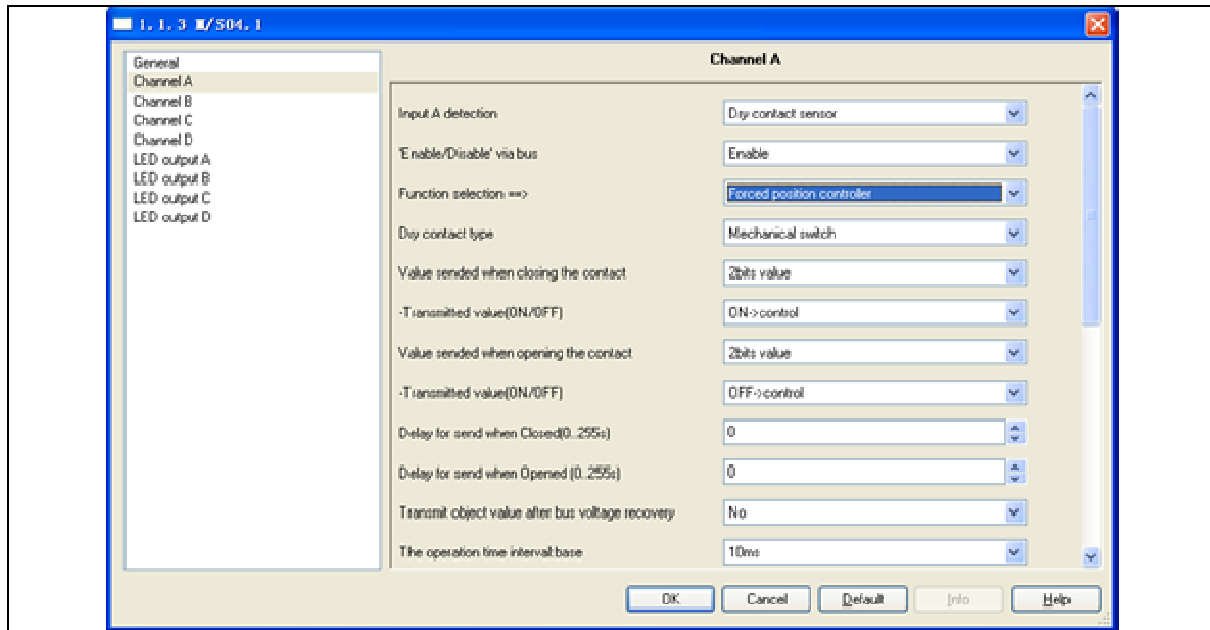 1.1.3 M/S04.1
General
Channel A
Channel B
Channel C
Channel D
LED output A
LED output B
LED output C
LED output D
Channel A
Input A detection
Dry contact sensor
'Enable/Disable' via bus
Enable
Function selection ==>
Forced position controller
Dry contact type
Mechanical switch
Value sended when closing the contact
2bits value
-Transmitted value(ON/OFF)
ON->control
Value sended when opening the contact
2bits value
-Transmitted value(ON/OFF)
OFF->control
Delay for send when Closed(0..255s)
0
Delay for send when Opened (0..255s)
0
Transmit object value after bus voltage recovery
No
The operation time interval:base
10ms
OK
Cancel
Default
Info
Help